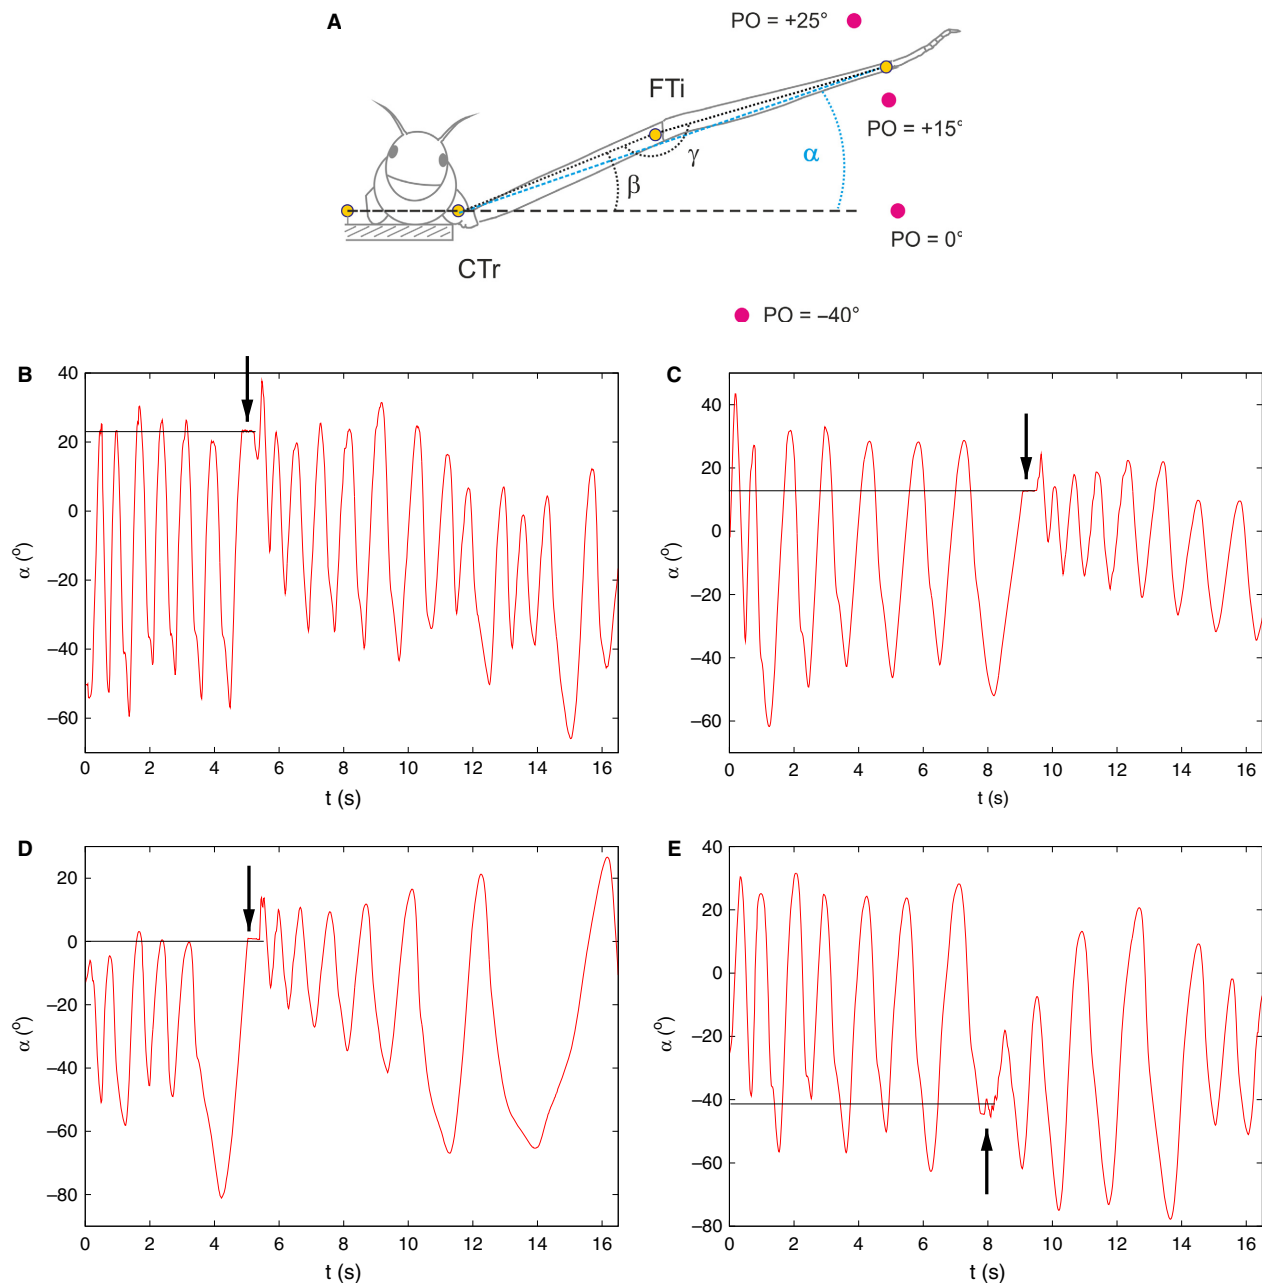 A
PO = +25°
FTi
PO = +15°
γ
α
β
PO = 0°
CTr
PO = –40°
B
40
20
0
–20
–40
–60
0 2 4 6 8 10 12 14 16
α (o)
t (s)
C
40
20
0
–20
–40
–60
0 2 4 6 8 10 12 14 16
α (o)
t (s)
D
20
0
–20
–40
–60
–80
0 2 4 6 8 10 12 14 16
α (o)
t (s)
E
40
20
0
–20
–40
–60
–80
0 2 4 6 8 10 12 14 16
α (o)
t (s)